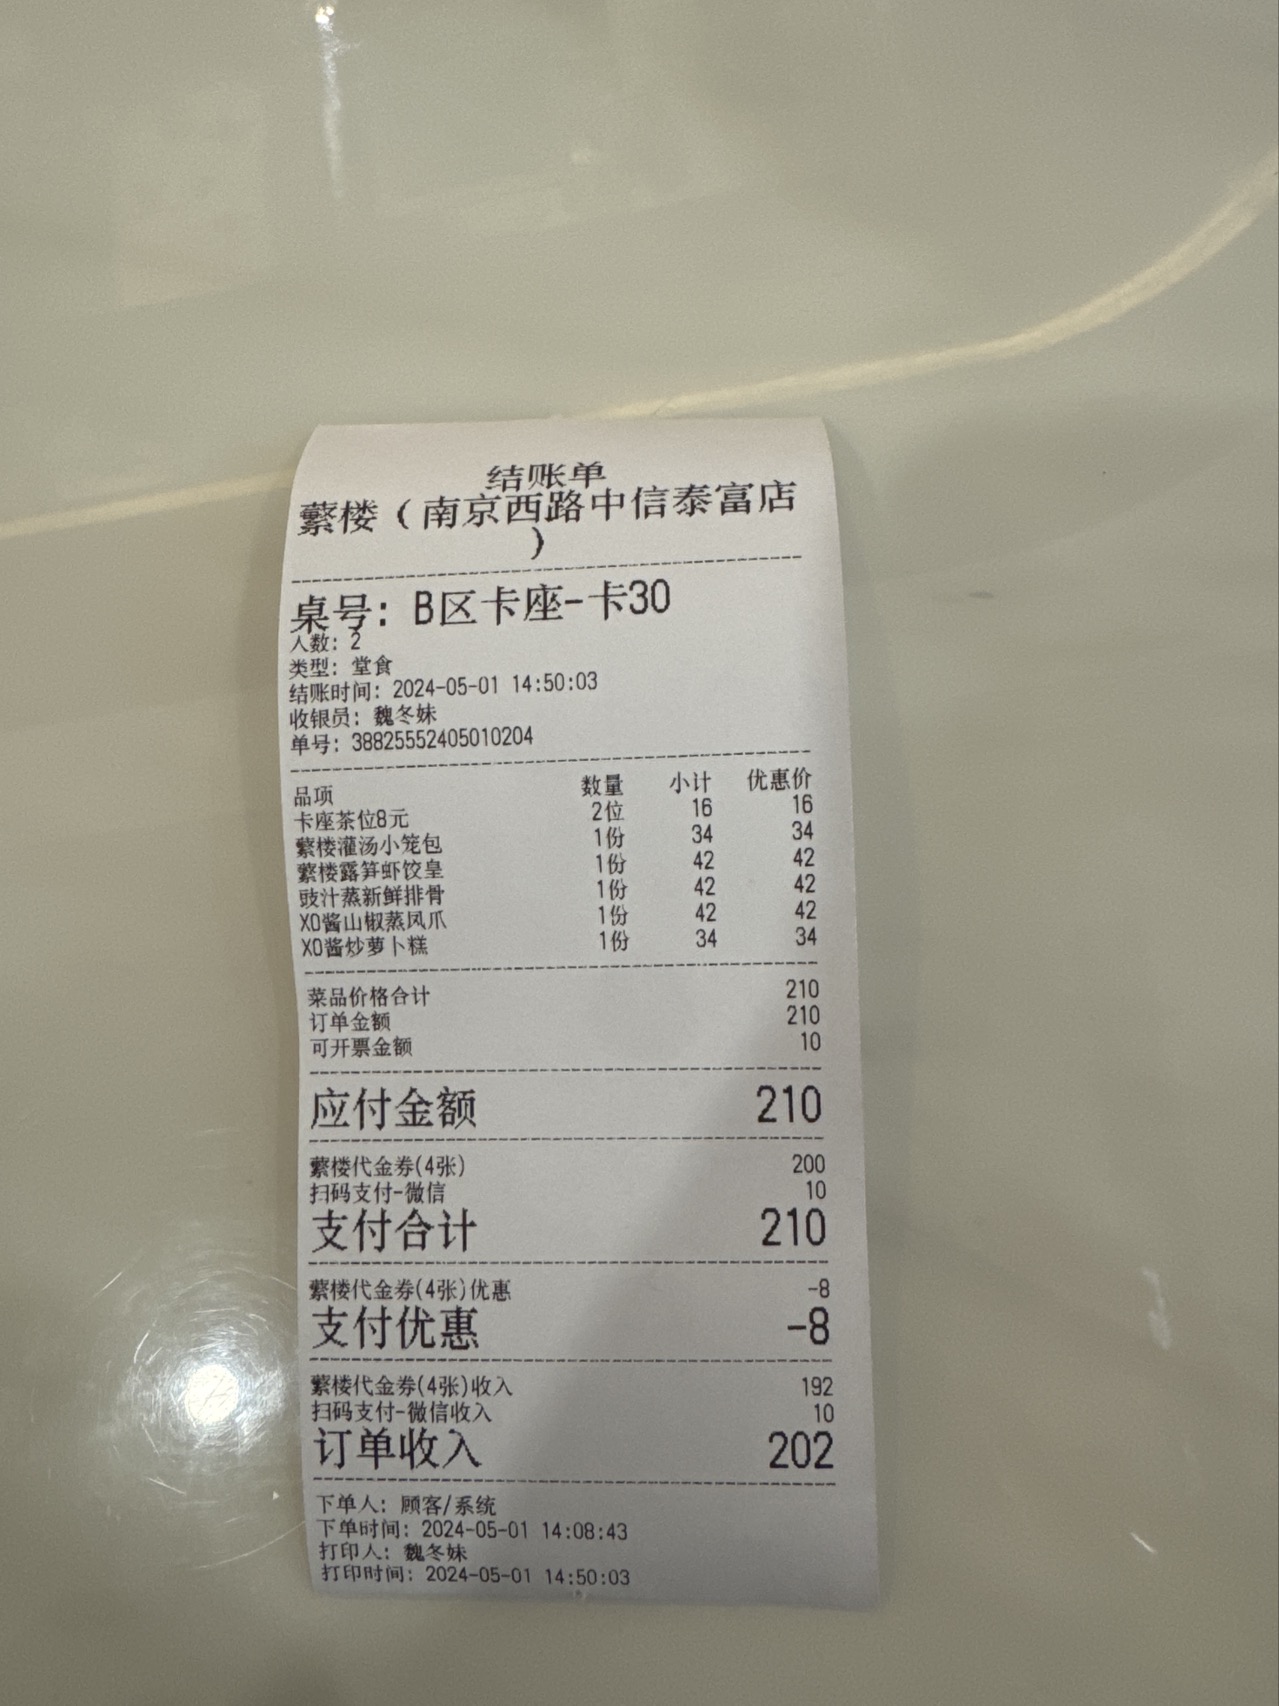 结账单
蘩楼（南京西路中信泰富店
）
桌号: B区卡座-卡30
人数: 2
类型: 堂食
结账时间: 2024-05-01 14:50:03
收银员: 魏冬妹
单号: 38825552405010204
品项 数量 小计 优惠价
卡座茶位8元 2位 16 16
蘩楼灌汤小笼包 1份 34 34
蘩楼露笋虾饺皇 1份 42 42
豉汁蒸新鲜排骨 1份 42 42
XO酱山椒蒸凤爪 1份 42 42
XO酱炒萝卜糕 1份 34 34
菜品价格合计 210
订单金额 210
可开票金额 10
应付金额 210
蘩楼代金券(4张) 200
扫码支付-微信 10
支付合计 210
蘩楼代金券(4张)优惠 -8
支付优惠 -8
蘩楼代金券(4张)收入 192
扫码支付-微信收入 10
订单收入 202
下单人: 顾客/系统
下单时间: 2024-05-01 14:08:43
打印人: 魏冬妹
打印时间: 2024-05-01 14:50:03